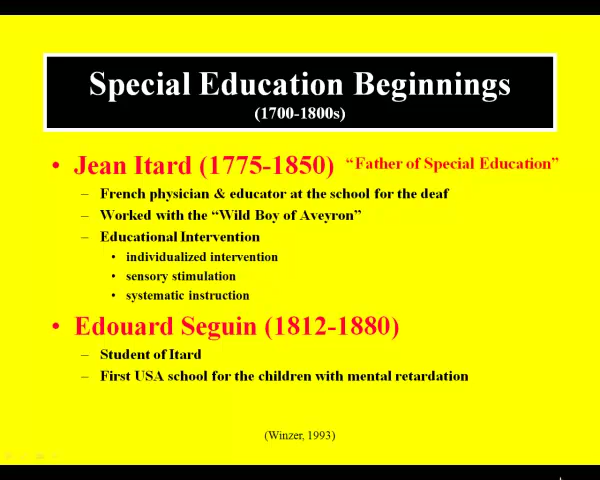 Special Education Beginnings
(1700-1800s)
• Jean Itard (1775-1850) “Father of Special Education”
– French physician & educator at the school for the deaf
– Worked with the “Wild Boy of Aveyron”
– Educational Intervention
• individualized intervention
• sensory stimulation
• systematic instruction
• Edouard Seguin (1812-1880)
– Student of Itard
– First USA school for the children with mental retardation
(Winzer, 1993)